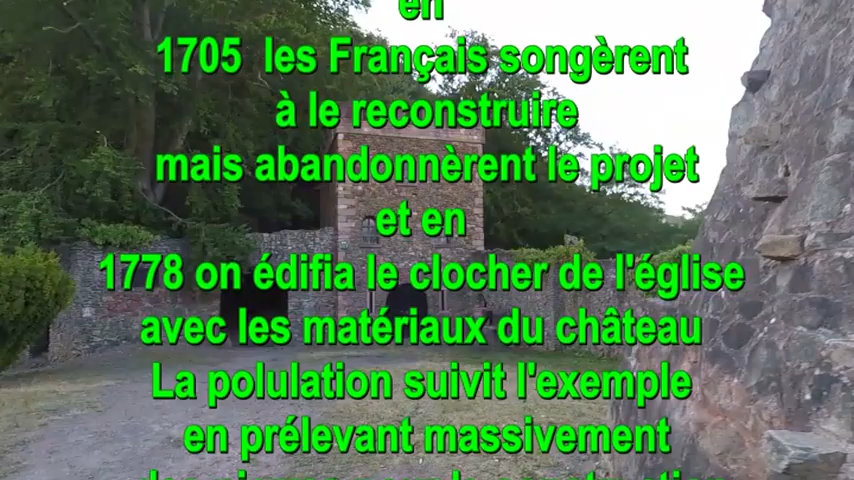 en
1705 les Français songèrent
à le reconstruire
mais abandonnèrent le projet
et en
1778 on édifia le clocher de l'église
avec les matériaux du château
La polulation suivit l'exemple
en prélevant massivement